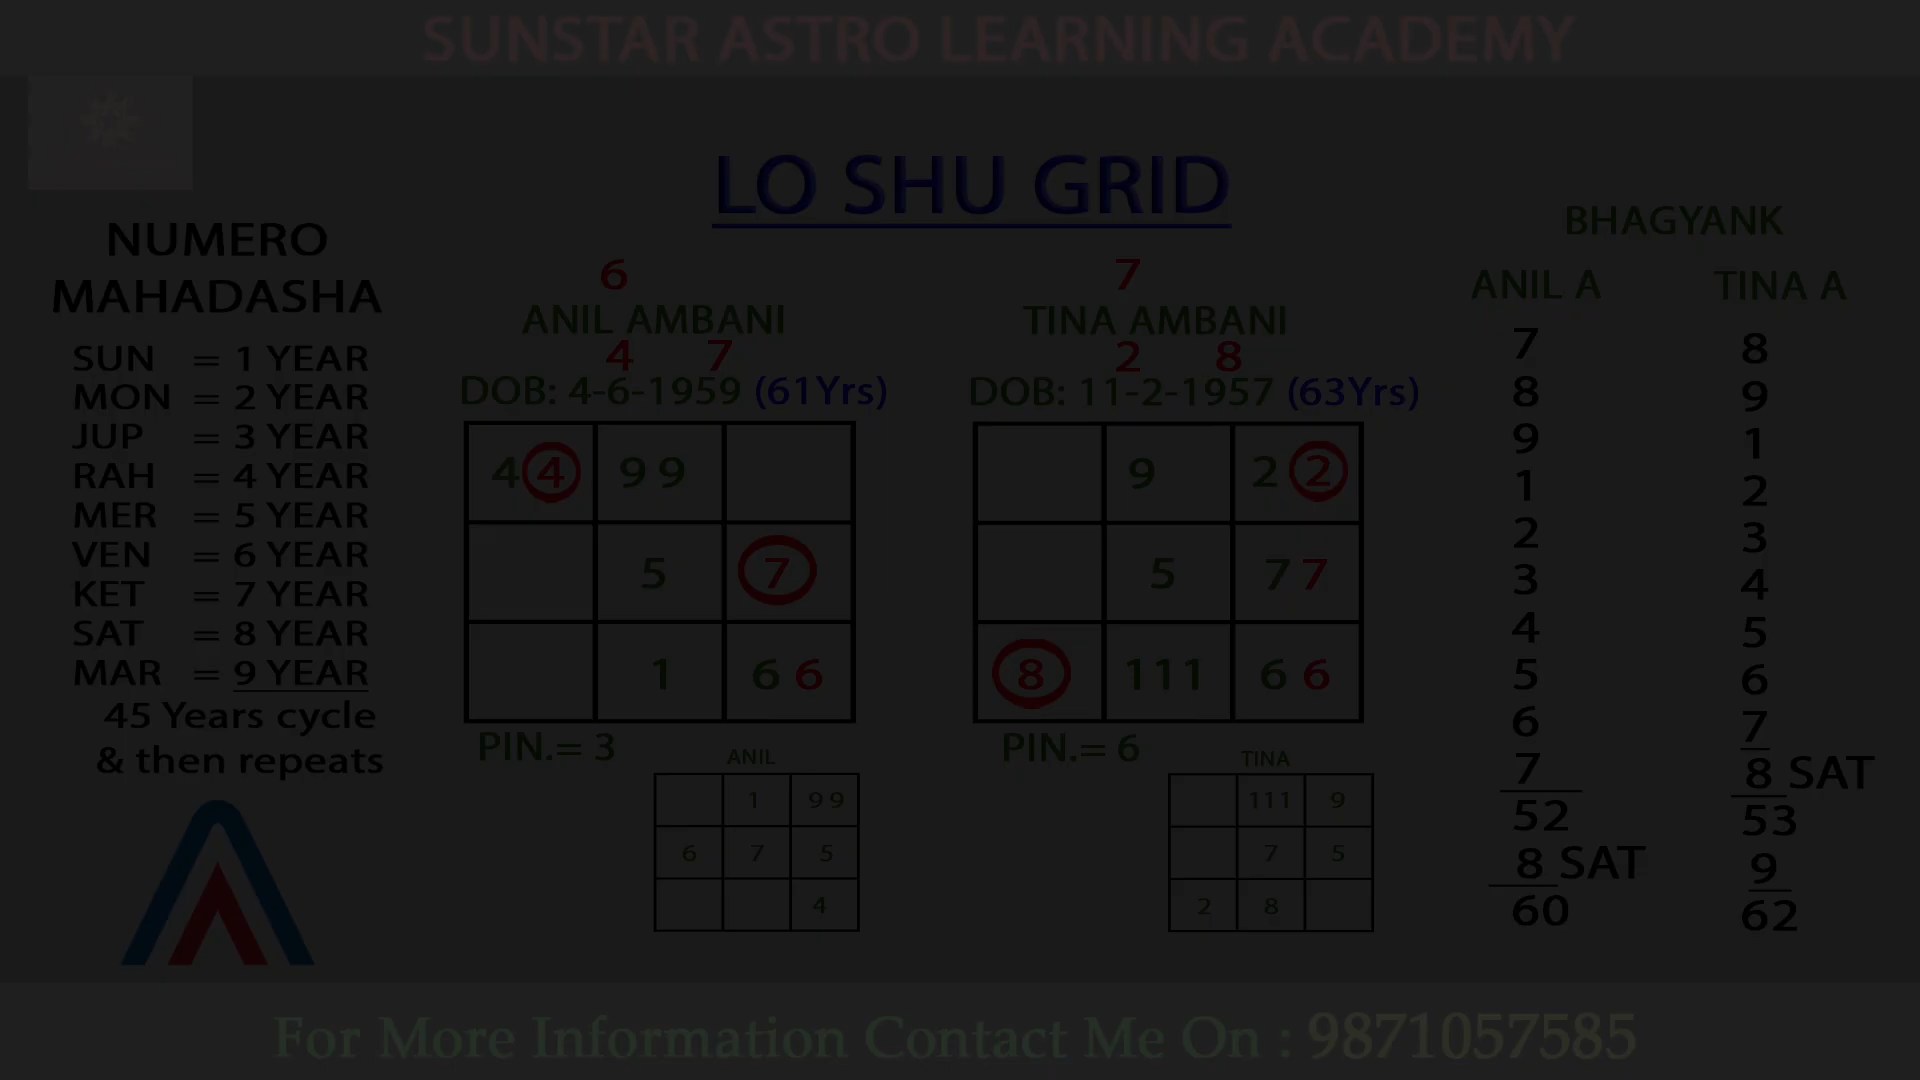 SUNSTAR ASTRO LEARNING ACADEMY
LO SHU GRID
NUMERO
MAHADASHA
SUN = 1 YEAR
MON = 2 YEAR
JUP = 3 YEAR
RAH = 4 YEAR
MER = 5 YEAR
VEN = 6 YEAR
KET = 7 YEAR
SAT = 8 YEAR
MAR = 9 YEAR
45 Years cycle
& then repeats
6
ANIL AMBANI
4 7
DOB: 4-6-1959 (61Yrs)
4 4 9 9
5 7
1 6 6
PIN.= 3
ANIL
1 9 9
6 7 5
4
7
TINA AMBANI
2 8
DOB: 11-2-1957 (63Yrs)
9 2 2
5 7 7
8 111 6 6
PIN.= 6
TINA
111 9
7 5
2 8
BHAGYANK
ANIL A
7
8
9
1
2
3
4
5
6
7
52
8 SAT
60
TINA A
8
9
1
2
3
4
5
6
7
8 SAT
53
9
62
For More Information Contact Me On : 9871057585